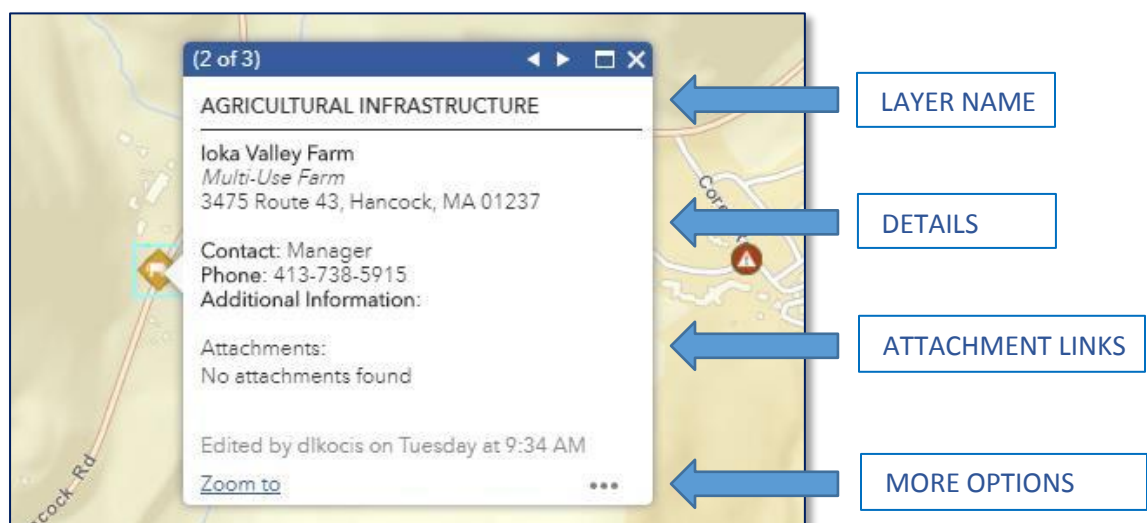 (2 of 3)
AGRICULTURAL INFRASTRUCTURE
LAYER NAME
Ioka Valley Farm
Multi-Use Farm
3475 Route 43, Hancock, MA 01237
DETAILS
Contact: Manager
Phone: 413-738-5915
Additional Information:
Attachments:
No attachments found
ATTACHMENT LINKS
Edited by dlkocis on Tuesday at 9:34 AM
Zoom to
MORE OPTIONS
ncock Rd